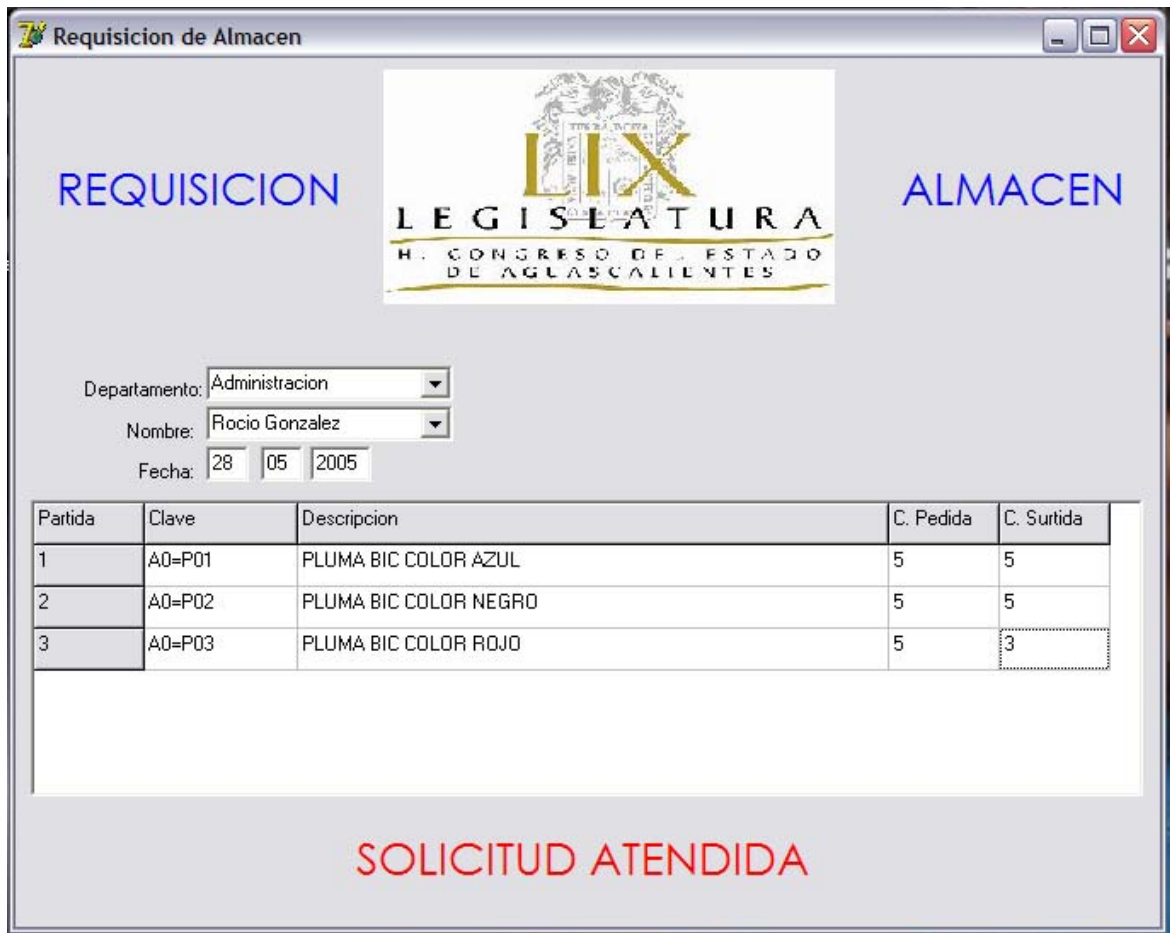 Requisicion de Almacen
REQUISICION
LIX
LEGISLATURA
H. CONGRESO DEL ESTADO
DE AGUASCALIENTES
ALMACEN
Departamento: Administracion
Nombre: Rocio Gonzalez
Fecha: 28 05 2005
Partida Clave Descripcion C. Pedida C. Surtida
1 A0=P01 PLUMA BIC COLOR AZUL 5 5
2 A0=P02 PLUMA BIC COLOR NEGRO 5 5
3 A0=P03 PLUMA BIC COLOR ROJO 5 3
SOLICITUD ATENDIDA